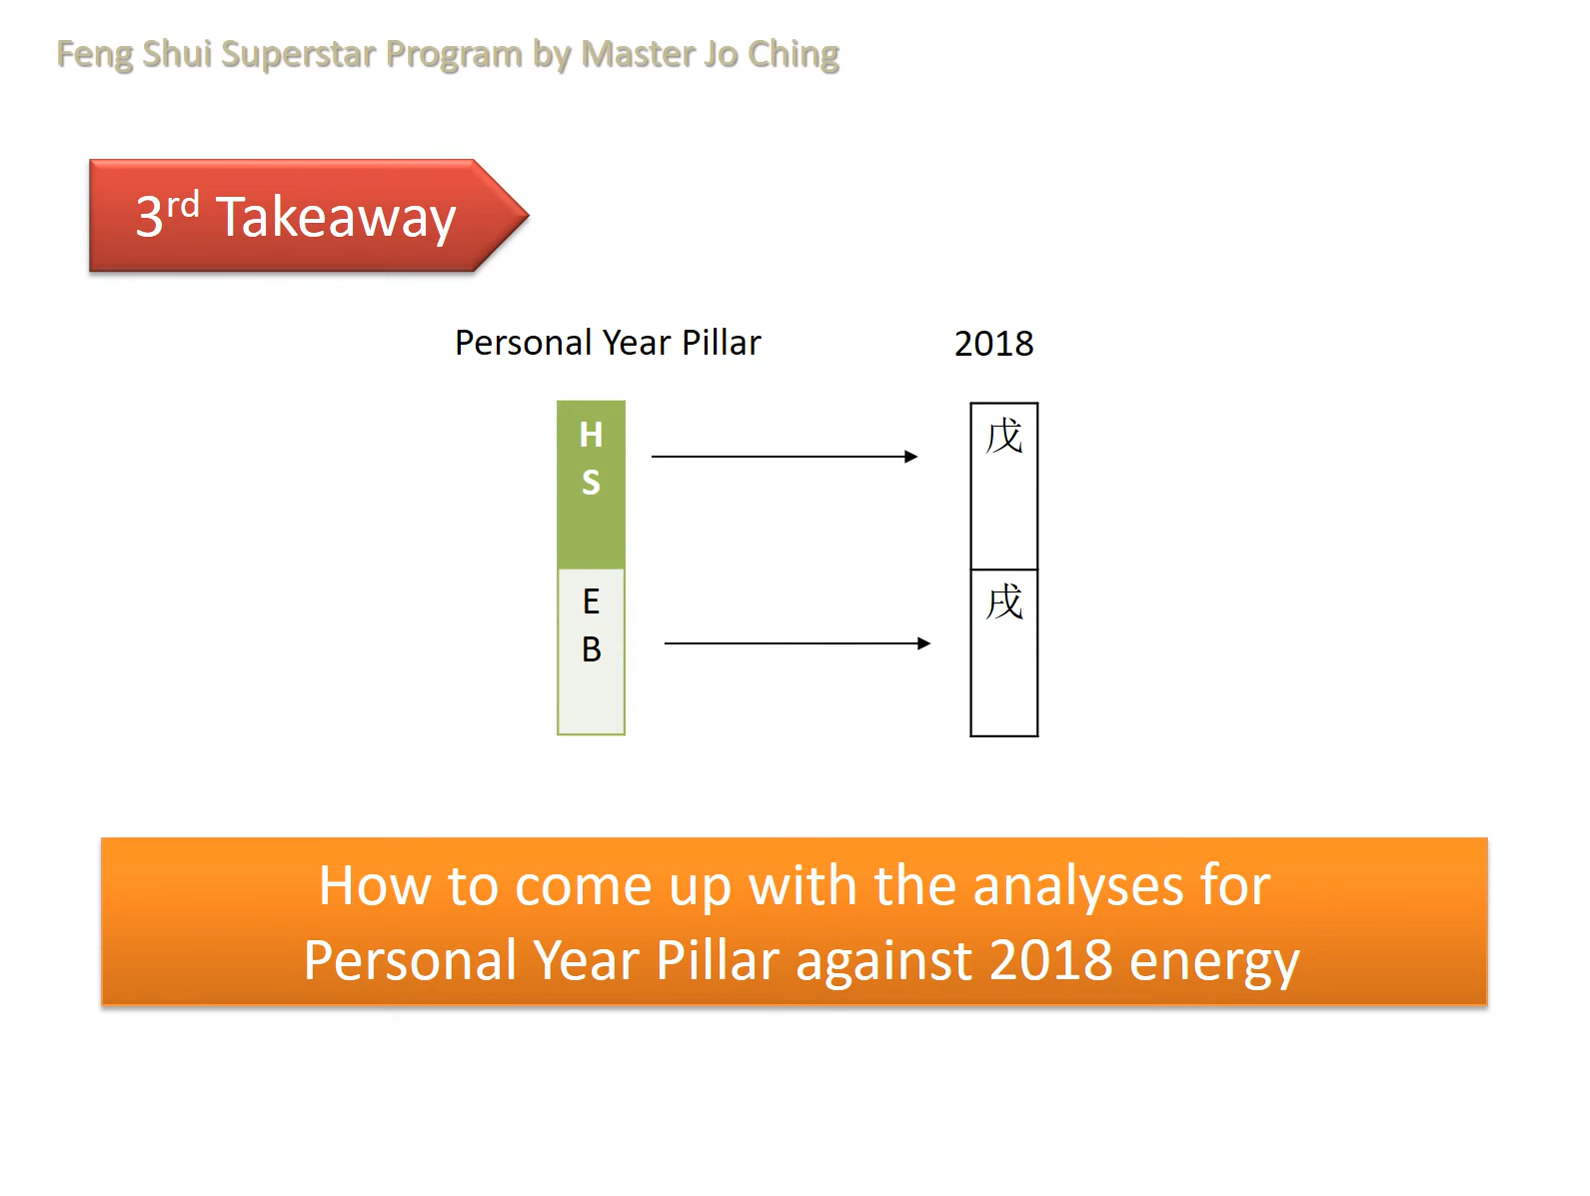 Feng Shui Superstar Program by Master Jo Ching
3rd Takeaway
Personal Year Pillar
2018
H
S
戊
E
B
戌
How to come up with the analyses for
Personal Year Pillar against 2018 energy